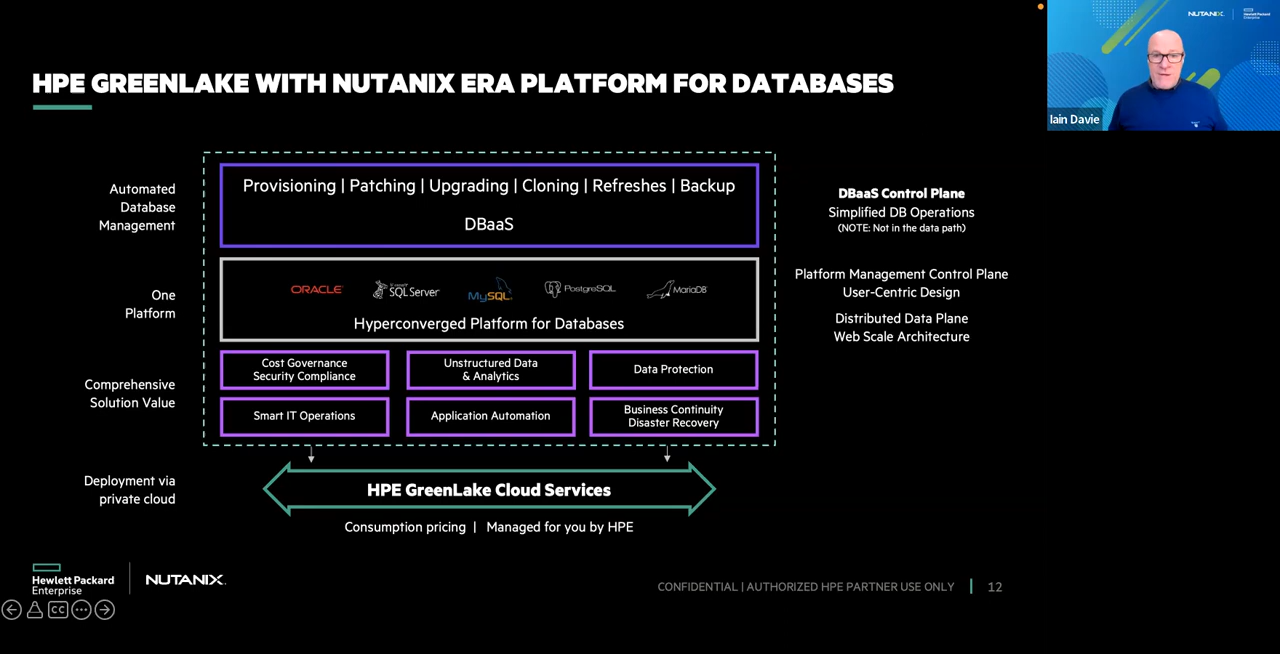 HPE GREENLAKE WITH NUTANIX ERA PLATFORM FOR DATABASES
NUTANIX
Hewlett Packard
Enterprise
Iain Davie
Automated
Database
Management
Provisioning | Patching | Upgrading | Cloning | Refreshes | Backup
DBaaS
DBaaS Control Plane
Simplified DB Operations
(NOTE: Not in the data path)
One
Platform
ORACLE
Microsoft
SQL Server
MySQL
PostgreSQL
MariaDB
Hyperconverged Platform for Databases
Platform Management Control Plane
User-Centric Design
Distributed Data Plane
Web Scale Architecture
Comprehensive
Solution Value
Cost Governance
Security Compliance
Unstructured Data
& Analytics
Data Protection
Smart IT Operations
Application Automation
Business Continuity
Disaster Recovery
Deployment via
private cloud
HPE GreenLake Cloud Services
Consumption pricing | Managed for you by HPE
Hewlett Packard
Enterprise
NUTANIX.
CONFIDENTIAL | AUTHORIZED HPE PARTNER USE ONLY
12
CC